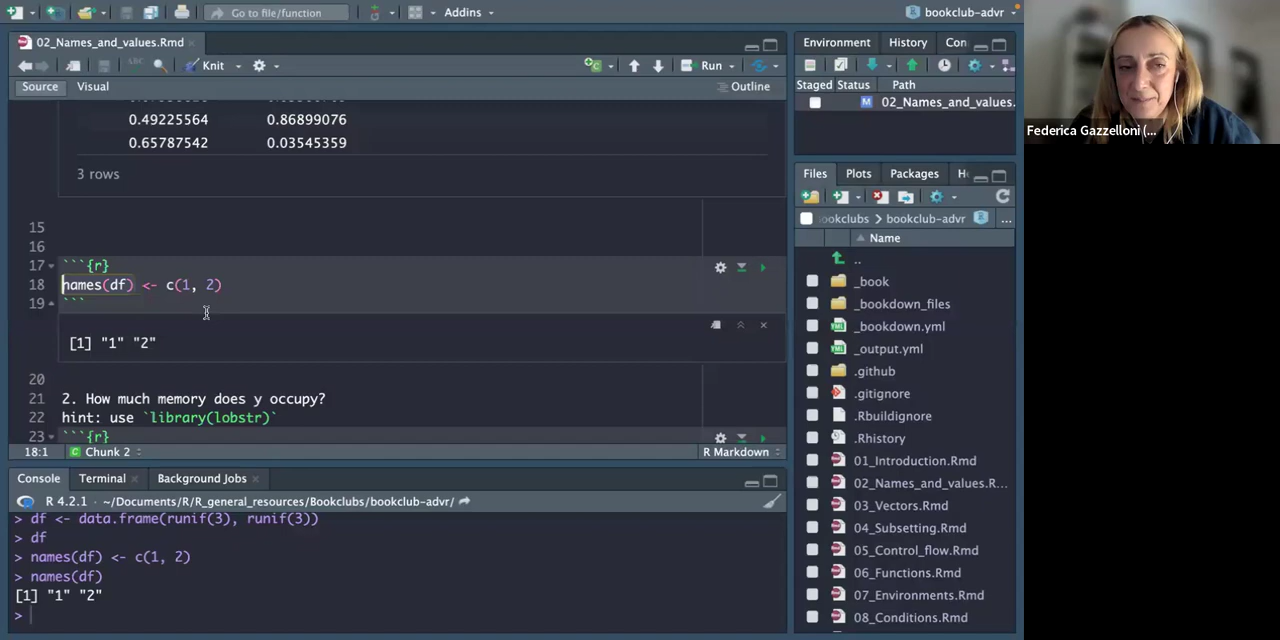 Go to file/function
Addins
bookclub-advr
02_Names_and_values.Rmd
Knit
Run
Source
Visual
Outline
0.49225564 0.86899076
0.65787542 0.03545359
3 rows
15
16
17 ```{r}
18 names(df) <- c(1, 2)
19 ```
[1] "1" "2"
20
21 2. How much memory does y occupy?
22 hint: use `library(lobstr)`
23 ```{r}
18:1
Chunk 2
R Markdown
Console
Terminal
Background Jobs
R 4.2.1 · ~/Documents/R/R_general_resources/Bookclubs/bookclub-advr/
> df <- data.frame(runif(3), runif(3))
> df
> names(df) <- c(1, 2)
> names(df)
[1] "1" "2"
>
Environment
History
Con
Staged Status Path
M 02_Names_and_values.
Files
Plots
Packages
He
ookclubs > bookclub-advr
...
Name
..
_book
_bookdown_files
_bookdown.yml
_output.yml
.github
.gitignore
.Rbuildignore
.Rhistory
01_Introduction.Rmd
02_Names_and_values.R...
03_Vectors.Rmd
04_Subsetting.Rmd
05_Control_flow.Rmd
06_Functions.Rmd
07_Environments.Rmd
08_Conditions.Rmd
Federica Gazzelloni (...